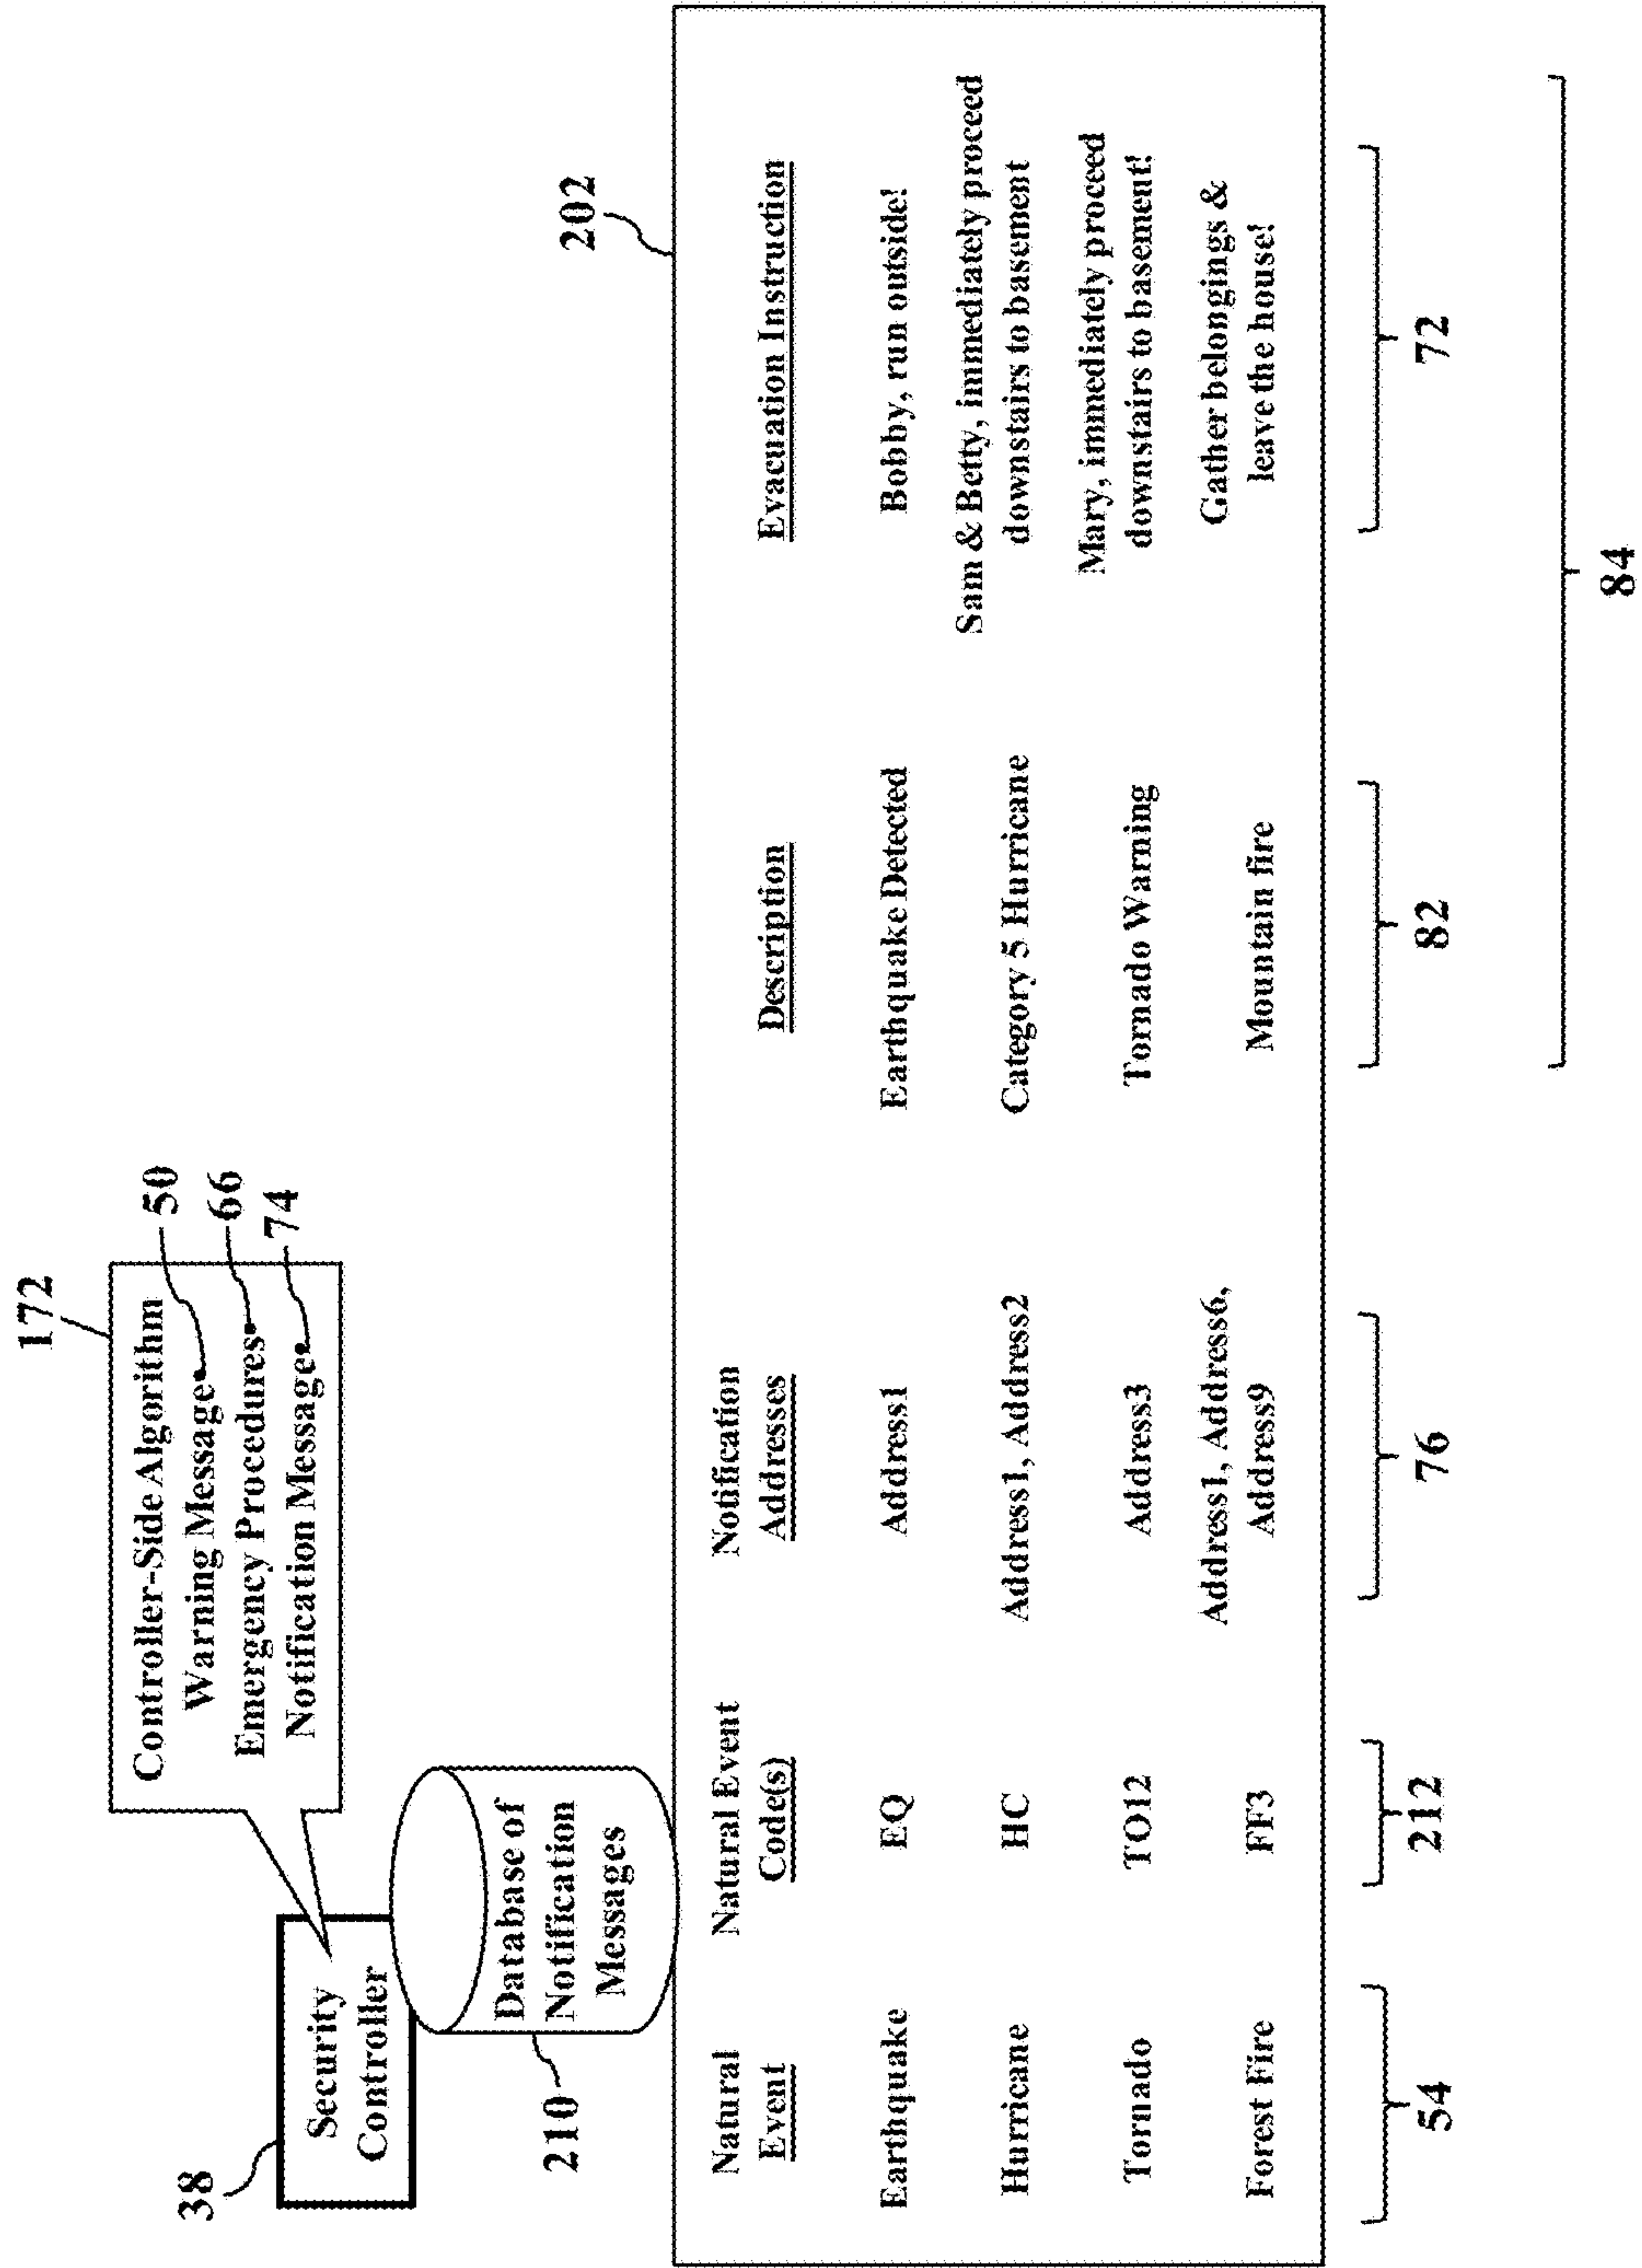 172
Controller-Side Algorithm
Warning Message
50
Emergency Procedures
66
Notification Message
74
38
Security
Controller
210
Database of
Notification
Messages
202
Natural
Event
Natural Event
Code(s)
Notification
Addresses
Description
Evacuation Instruction
Earthquake
EQ
Address1
Earthquake Detected
Bobby, run outside!
Hurricane
HC
Address1, Address2
Category 5 Hurricane
Sam & Betty, immediately proceed
downstairs to basement
Tornado
TO12
Address3
Tornado Warning
Mary, immediately proceed
downstairs to basement!
Forest Fire
FF3
Address1, Address6,
Address9
Mountain fire
Gather belongings &
leave the house!
54
212
76
82
72
84